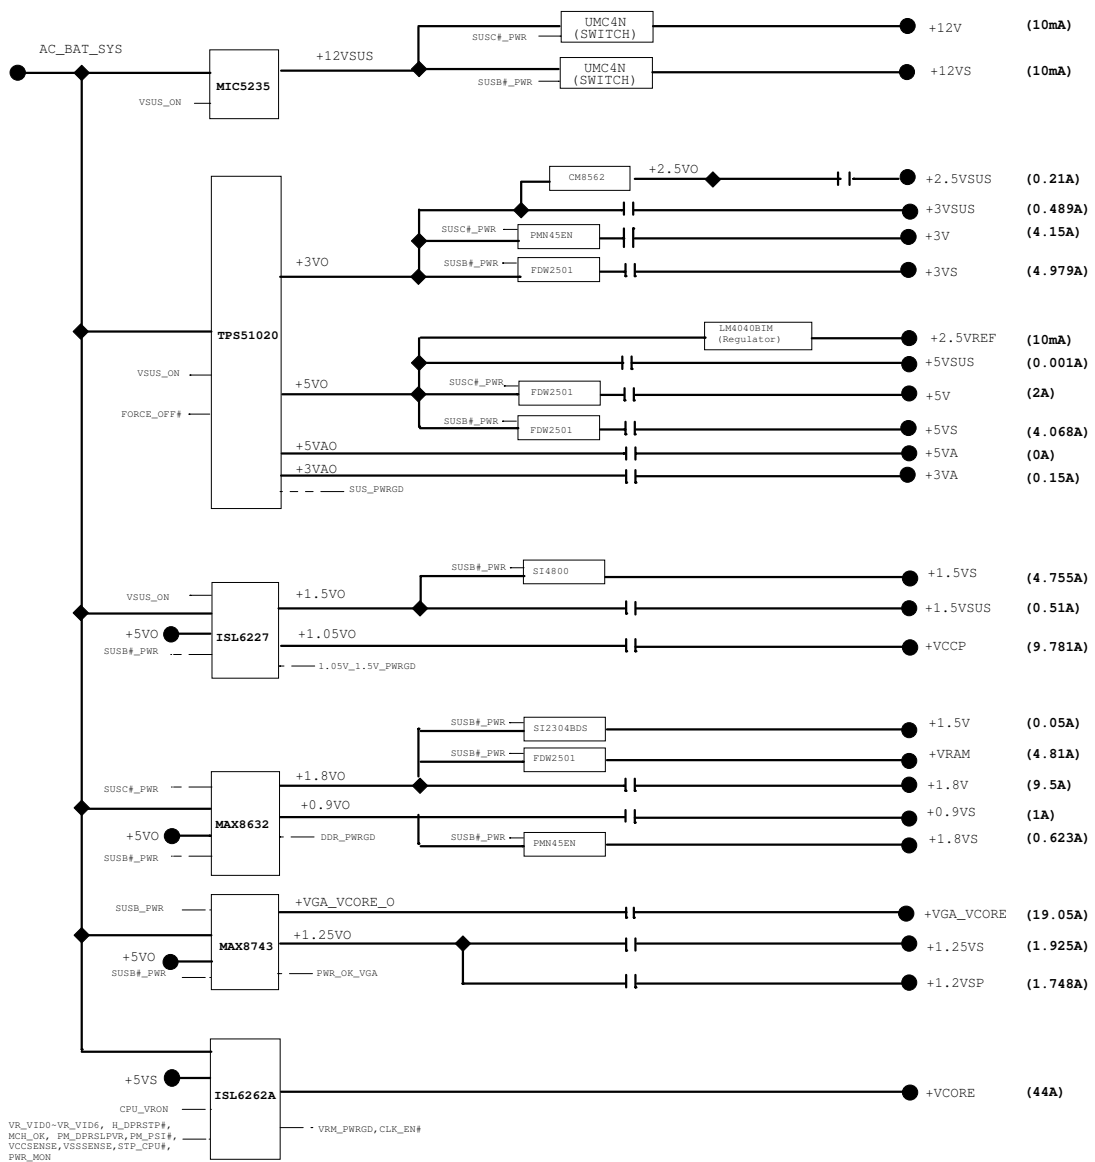 UMC4N
(SWITCH)
+12V
(10mA)
SUSC#_PWR
AC_BAT_SYS
+12VSUS
UMC4N
(SWITCH)
+12VS
(10mA)
SUSB#_PWR
MIC5235
VSUS_ON
+2.5VO
CM8562
+2.5VSUS
(0.21A)
+3VSUS
(0.489A)
SUSC#_PWR
PMN45EN
+3V
(4.15A)
+3VO
SUSB#_PWR
FDW2501
+3VS
(4.979A)
TPS51020
LM4040BIM
(Regulator)
+2.5VREF
(10mA)
+5VSUS
(0.001A)
VSUS_ON
+5VO
SUSC#_PWR
FDW2501
+5V
(2A)
FORCE_OFF#
SUSB#_PWR
FDW2501
+5VS
(4.068A)
+5VAO
+5VA
(0A)
+3VAO
+3VA
(0.15A)
SUS_PWRGD
SUSB#_PWR
SI4800
+1.5VS
(4.755A)
VSUS_ON
+1.5VO
+1.5VSUS
(0.51A)
ISL6227
+5VO
+1.05VO
+VCCP
(9.781A)
SUSB#_PWR
1.05V_1.5V_PWRGD
SUSB#_PWR
SI2304BDS
+1.5V
(0.05A)
SUSB#_PWR
FDW2501
+VRAM
(4.81A)
SUSC#_PWR
+1.8VO
+1.8V
(9.5A)
MAX8632
+0.9VO
+0.9VS
(1A)
+5VO
DDR_PWRGD
SUSB#_PWR
PMN45EN
+1.8VS
(0.623A)
SUSB#_PWR
SUSB_PWR
+VGA_VCORE_O
+VGA_VCORE
(19.05A)
MAX8743
+1.25VO
+1.25VS
(1.925A)
+5VO
SUSB#_PWR
PWR_OK_VGA
+1.2VSP
(1.748A)
+5VS
ISL6262A
+VCORE
(44A)
CPU_VRON
VR_VID0~VR_VID6, H_DPRSTP#,
MCH_OK, PM_DPRSLPVR,PM_PSI#,
VCCSENSE,VSSSENSE,STP_CPU#,
PWR_MON
VRM_PWRGD,CLK_EN#